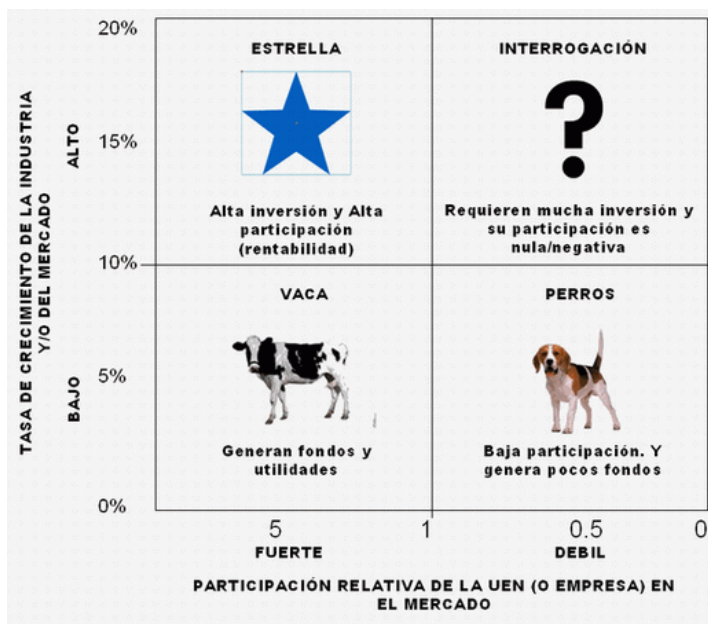 TASA DE CRECIMIENTO DE LA INDUSTRIA
Y/O DEL MERCADO
ALTO
BAJO
20%
15%
10%
5%
0%
ESTRELLA
Alta inversión y Alta
participación
(rentabilidad)
INTERROGACIÓN
?
Requieren mucha inversión y
su participación es
nula/negativa
VACA
Generan fondos y
utilidades
PERROS
Baja participación. Y
genera pocos fondos
5
1
0.5
0
FUERTE
DEBIL
PARTICIPACIÓN RELATIVA DE LA UEN (O EMPRESA) EN
EL MERCADO